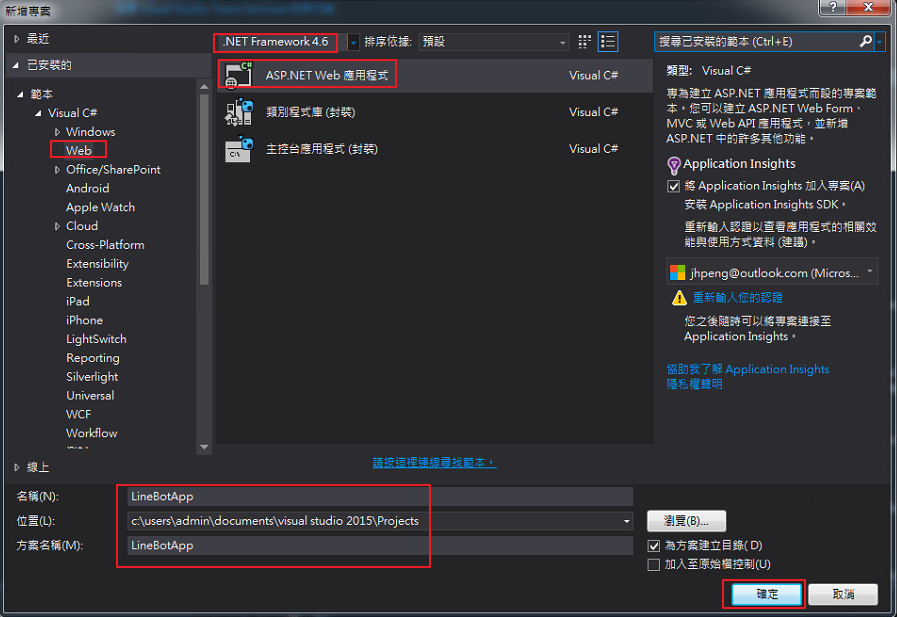 新增專案
最近
.NET Framework 4.6
排序依據:
預設
搜尋已安裝的範本 (Ctrl+E)
已安裝的
範本
Visual C#
Windows
Web
Office/SharePoint
Android
Apple Watch
Cloud
Cross-Platform
Extensibility
Extensions
iPad
iPhone
LightSwitch
Reporting
Silverlight
Universal
WCF
Workflow
線上
ASP.NET Web 應用程式
Visual C#
類別程式庫 (封裝)
Visual C#
主控台應用程式 (封裝)
Visual C#
請按這裡連線尋找範本。
類型: Visual C#
專為建立 ASP.NET 應用程式而設的專案範
本。您可以建立 ASP.NET Web Form、
MVC 或 Web API 應用程式，並新增
ASP.NET 中的許多其他功能。
Application Insights
將 Application Insights 加入專案(A)
安裝 Application Insights SDK。
重新輸入認證以查看應用程式的相關效
能與使用方式資料 (建議)。
jhpeng@outlook.com (Micros...
重新輸入您的認證
您之後隨時可以將專案連接至
Application Insights。
協助我了解 Application Insights
隱私權聲明
名稱(N):
LineBotApp
位置(L):
c:\users\admin\documents\visual studio 2015\Projects
瀏覽(B)...
方案名稱(M):
LineBotApp
為方案建立目錄( D)
加入至原始檔控制(U)
確定
取消